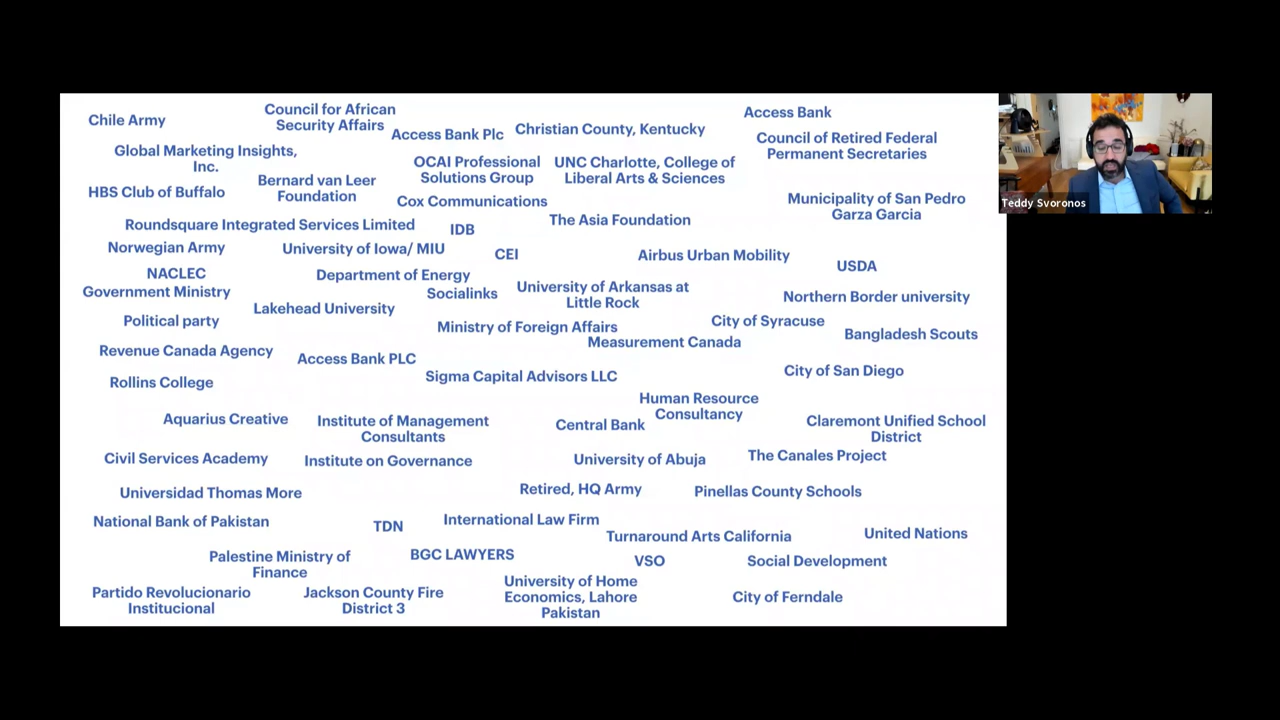 Chile Army
Council for African
Security Affairs
Access Bank Plc
Christian County, Kentucky
Access Bank
Council of Retired Federal
Permanent Secretaries
Global Marketing Insights,
Inc.
OCAI Professional
Solutions Group
UNC Charlotte, College of
Liberal Arts & Sciences
HBS Club of Buffalo
Bernard van Leer
Foundation
Cox Communications
Municipality of San Pedro
Garza Garcia
Teddy Svoronos
Roundsquare Integrated Services Limited
IDB
The Asia Foundation
Norwegian Army
University of Iowa/ MIU
CEI
Airbus Urban Mobility
USDA
NACLEC
Government Ministry
Department of Energy
Socialinks
University of Arkansas at
Little Rock
Northern Border university
Lakehead University
Political party
Ministry of Foreign Affairs
City of Syracuse
Measurement Canada
Bangladesh Scouts
Revenue Canada Agency
Access Bank PLC
City of San Diego
Rollins College
Sigma Capital Advisors LLC
Human Resource
Consultancy
Aquarius Creative
Institute of Management
Consultants
Central Bank
Claremont Unified School
District
Civil Services Academy
Institute on Governance
University of Abuja
The Canales Project
Universidad Thomas More
Retired, HQ Army
Pinellas County Schools
National Bank of Pakistan
TDN
International Law Firm
Turnaround Arts California
United Nations
Palestine Ministry of
Finance
BGC LAWYERS
VSO
Social Development
Partido Revolucionario
Institucional
Jackson County Fire
District 3
University of Home
Economics, Lahore
Pakistan
City of Ferndale